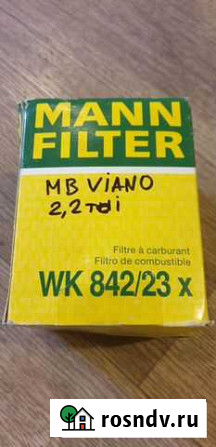 MANN
FILTER
MB VIANO
2,2 TDI
Filtre à carburant
Filtro de combustible
WK 842/23 x
rosndv.ru